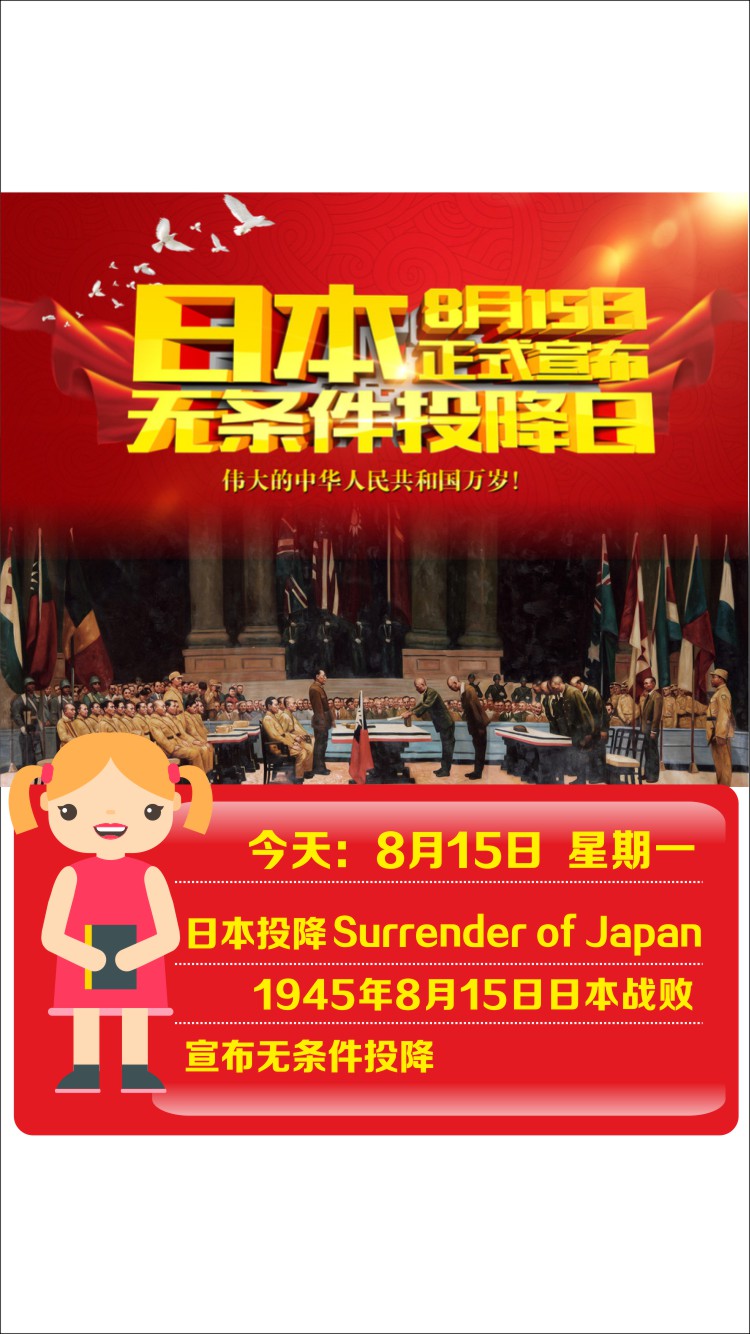 日本 8月15日
正式宣布
无条件投降日
伟大的中华人民共和国万岁！
今天：8月15日 星期一
日本投降 Surrender of Japan
1945年8月15日日本战败
宣布无条件投降